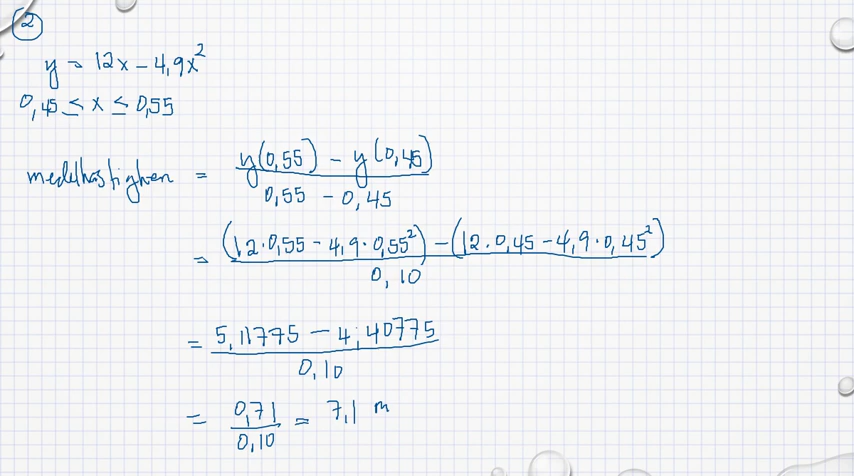 2
y = 12x - 4,9x²
0,45 ≤ x ≤ 0,55
medelhastigheten = (y(0,55) - y(0,45)) / (0,55 - 0,45)
= ((12·0,55 - 4,9·0,55²) - (12·0,45 - 4,9·0,45²)) / 0,10
= (5,11775 - 4,40775) / 0,10
= 0,71 / 0,10 = 7,1 m